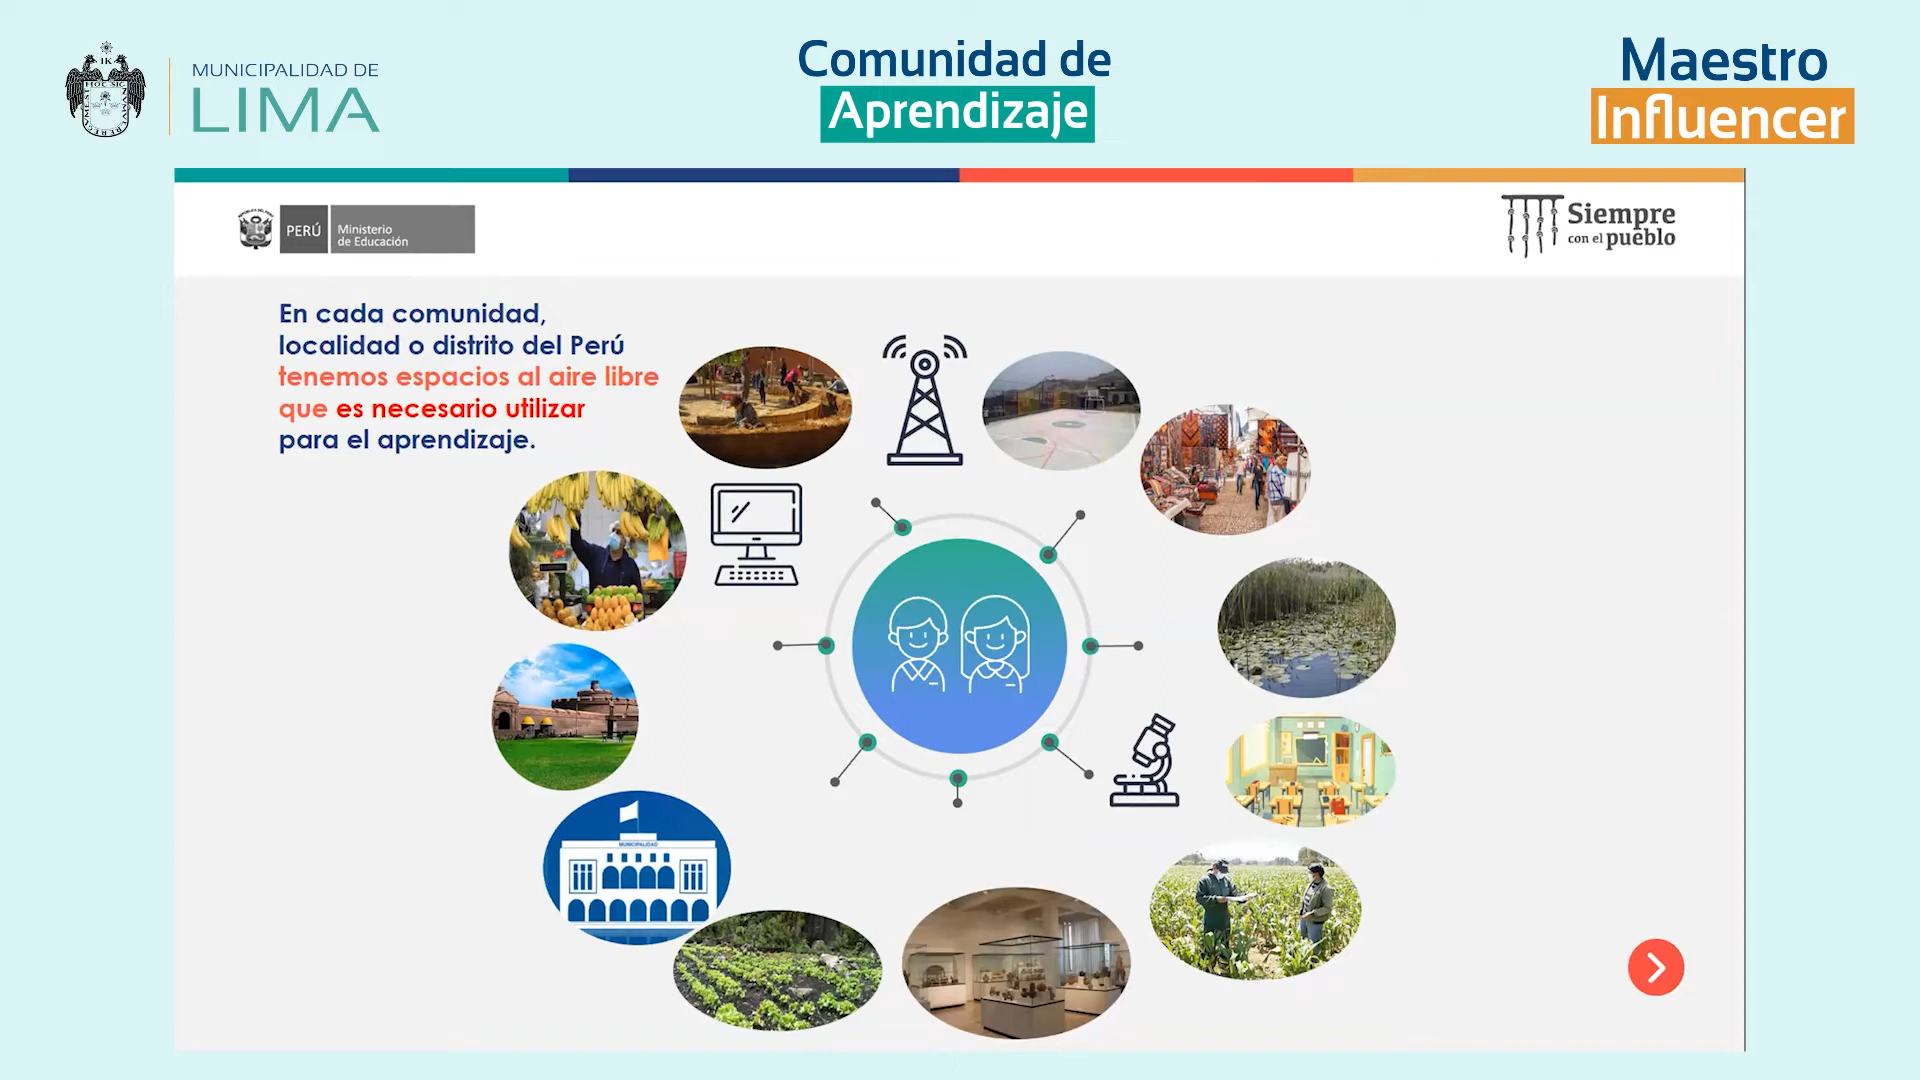 MUNICIPALIDAD DE
LIMA
Comunidad de
Aprendizaje
Maestro
Influencer
PERÚ
Ministerio
de Educación
Siempre
con el pueblo
En cada comunidad,
localidad o distrito del Perú
tenemos espacios al aire libre
que es necesario utilizar
para el aprendizaje.
MUNICIPALIDAD